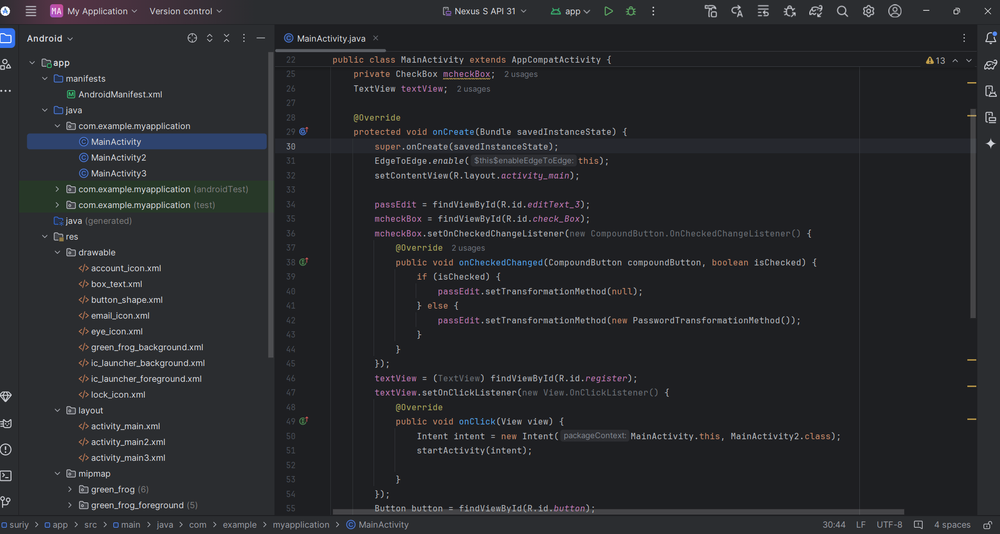 MA My Application Version control Nexus S API 31 app
Android
MainActivity.java
app
manifests
AndroidManifest.xml
java
com.example.myapplication
MainActivity
MainActivity2
MainActivity3
com.example.myapplication (androidTest)
com.example.myapplication (test)
java (generated)
res
drawable
account_icon.xml
box_text.xml
button_shape.xml
email_icon.xml
eye_icon.xml
green_frog_background.xml
ic_launcher_background.xml
ic_launcher_foreground.xml
lock_icon.xml
layout
activity_main.xml
activity_main2.xml
activity_main3.xml
mipmap
green_frog (6)
green_frog_foreground (5)
22 public class MainActivity extends AppCompatActivity { 13
25 private CheckBox mcheckBox; 2 usages
26 TextView textView; 2 usages
27
28 @Override
29 protected void onCreate(Bundle savedInstanceState) {
30 super.onCreate(savedInstanceState);
31 EdgeToEdge.enable( $this$enableEdgeToEdge: this);
32 setContentView(R.layout.activity_main);
33
34 passEdit = findViewById(R.id.editText_3);
35 mcheckBox = findViewById(R.id.check_Box);
36 mcheckBox.setOnCheckedChangeListener(new CompoundButton.OnCheckedChangeListener() {
37 @Override 2 usages
38 public void onCheckedChanged(CompoundButton compoundButton, boolean isChecked) {
39 if (isChecked) {
40 passEdit.setTransformationMethod(null);
41 } else {
42 passEdit.setTransformationMethod(new PasswordTransformationMethod());
43 }
44 }
45 });
46 textView = (TextView) findViewById(R.id.register);
47 textView.setOnClickListener(new View.OnClickListener() {
48 @Override
49 public void onClick(View view) {
50 Intent intent = new Intent( packageContext: MainActivity.this, MainActivity2.class);
51 startActivity(intent);
52
53 }
54 });
55 Button button = findViewById(R.id.button);
suriy > app > src > main > java > com > example > myapplication > MainActivity 30:44 LF UTF-8 4 spaces